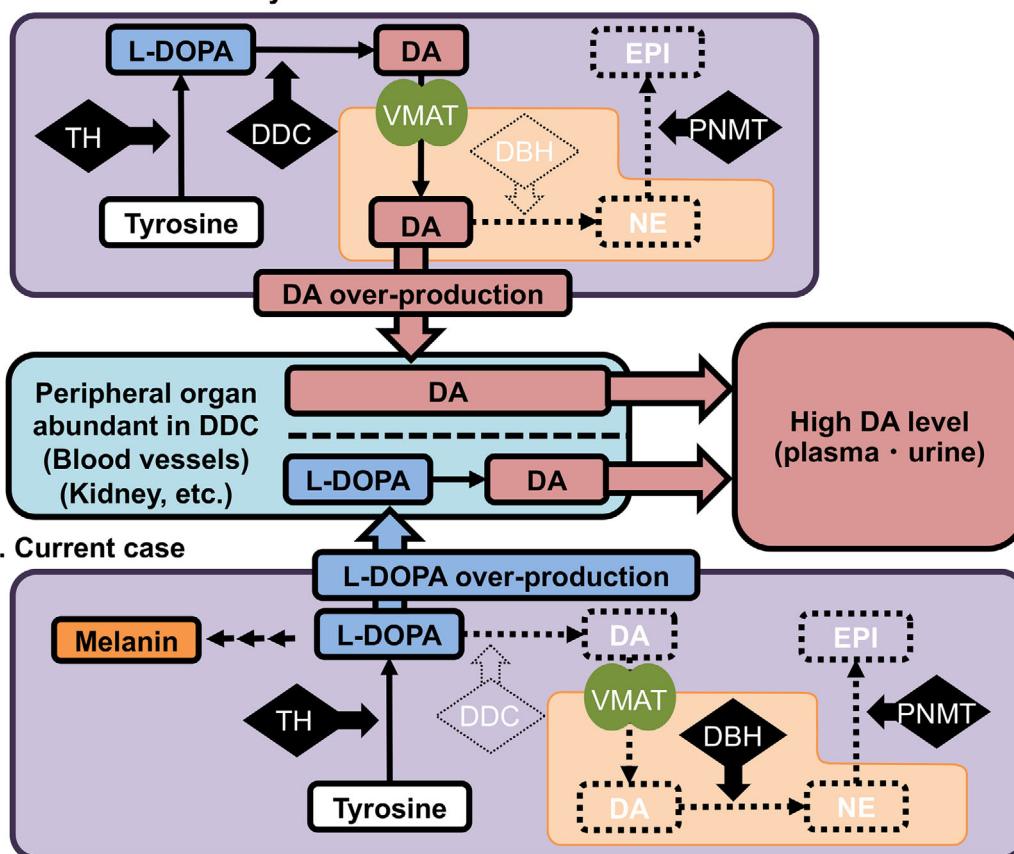 L-DOPA
DA
EPI
VMAT
TH
DDC
DBH
PNMT
Tyrosine
DA
NE
DA over-production
Peripheral organ
abundant in DDC
(Blood vessels)
(Kidney, etc.)
DA
L-DOPA
DA
High DA level
(plasma・urine)
. Current case
L-DOPA over-production
Melanin
L-DOPA
DA
EPI
VMAT
TH
DDC
DBH
PNMT
Tyrosine
DA
NE